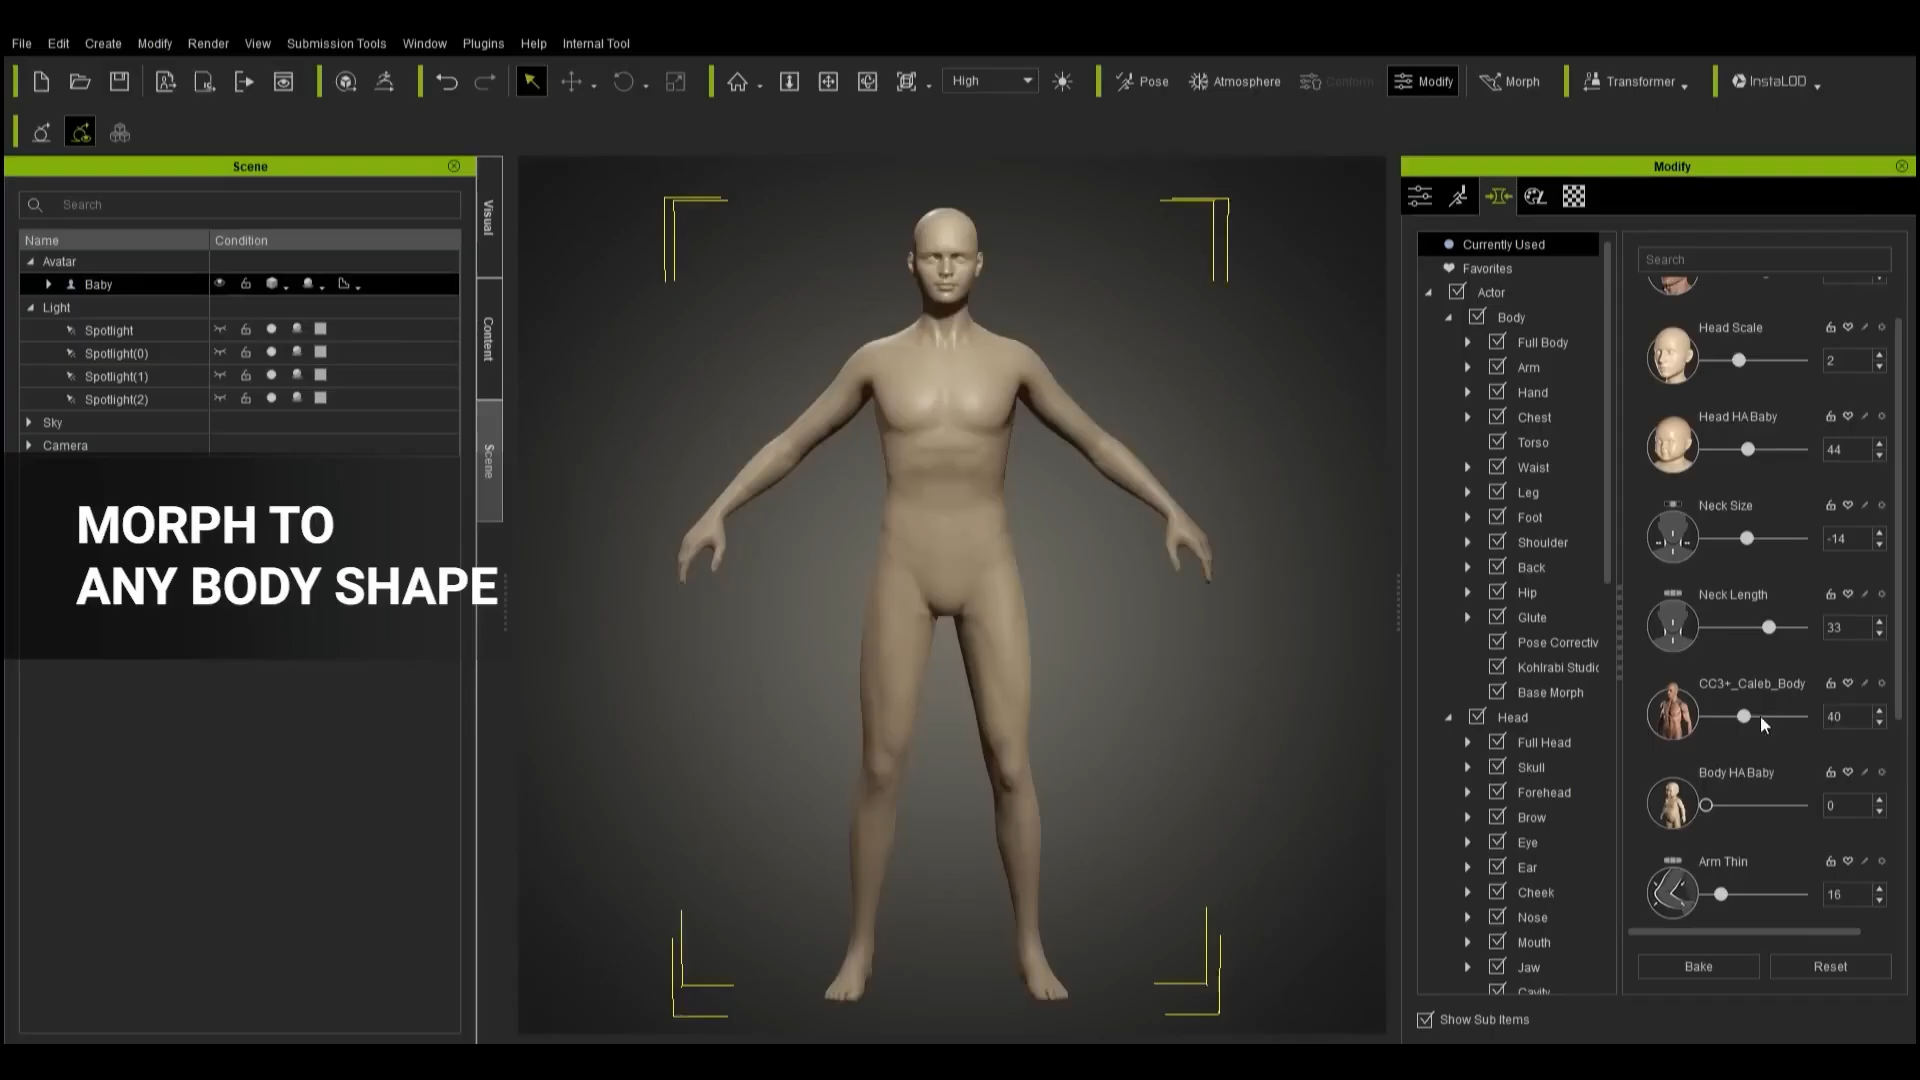 File Edit Create Modify Render View Submission Tools Window Plugins Help Internal Tool
High Pose Atmosphere Conform Modify Morph Transformer InstaLOD
Scene
Search
Name Condition
Avatar
Baby
Light
Spotlight
Spotlight(0)
Spotlight(1)
Spotlight(2)
Sky
Camera
Visual
Content
Scene
MORPH TO
ANY BODY SHAPE
Modify
Currently Used
Favorites
Actor
Body
Full Body
Arm
Hand
Chest
Torso
Waist
Leg
Foot
Shoulder
Back
Hip
Glute
Pose Correctiv
Kohlrabi Studio
Base Morph
Head
Full Head
Skull
Forehead
Brow
Eye
Ear
Cheek
Nose
Mouth
Jaw
Cavity
Show Sub Items
Search
Head Scale
2
Head HA Baby
44
Neck Size
-14
Neck Length
33
CC3+_Caleb_Body
40
Body HA Baby
0
Arm Thin
16
Bake Reset